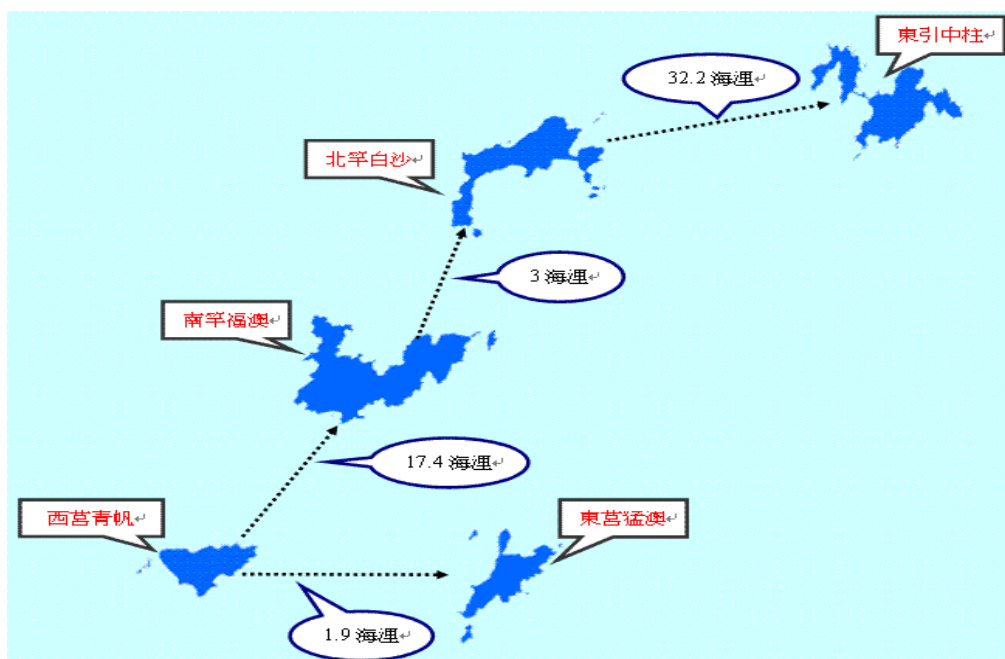 東引中柱↵
32.2 海浬↵
北竿白沙↵
3 海浬↵
南竿福澳↵
17.4 海浬↵
西莒青帆↵
東莒猛澳↵
1.9 海浬↵